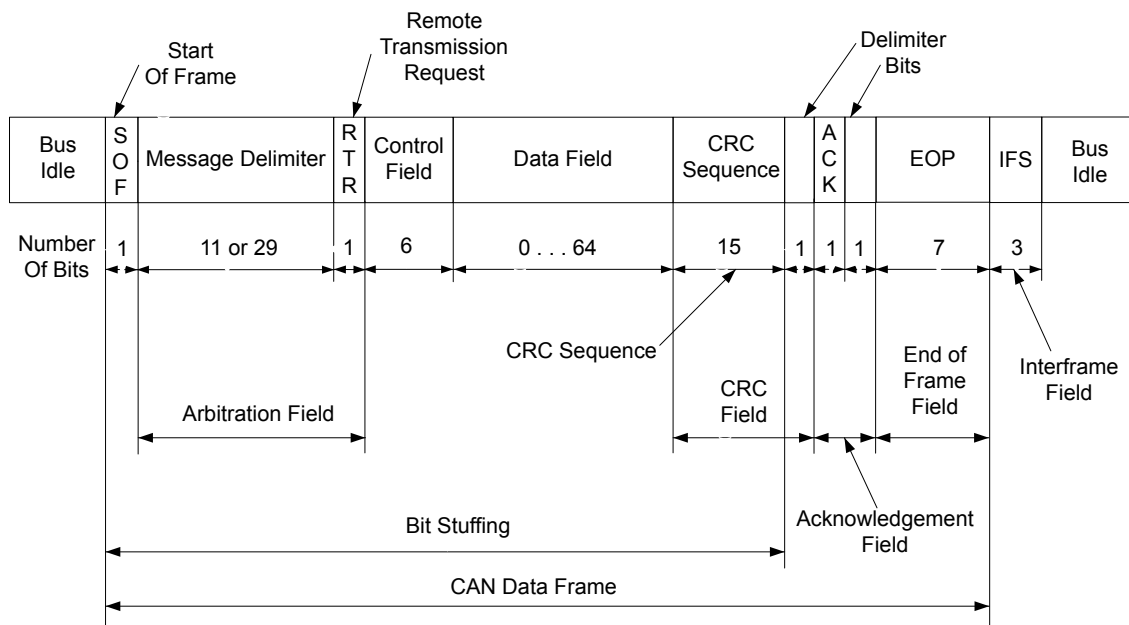 Start
Of Frame
Remote
Transmission
Request
Delimiter
Bits
Bus
Idle
S
O
F
Message Delimiter
R
T
R
Control
Field
Data Field
CRC
Sequence
A
C
K
EOP
IFS
Bus
Idle
Number
Of Bits
1
11 or 29
1
6
0 . . . 64
15
1
1
1
7
3
CRC Sequence
Arbitration Field
CRC
Field
End of
Frame
Field
Interframe
Field
Bit Stuffing
Acknowledgement
Field
CAN Data Frame